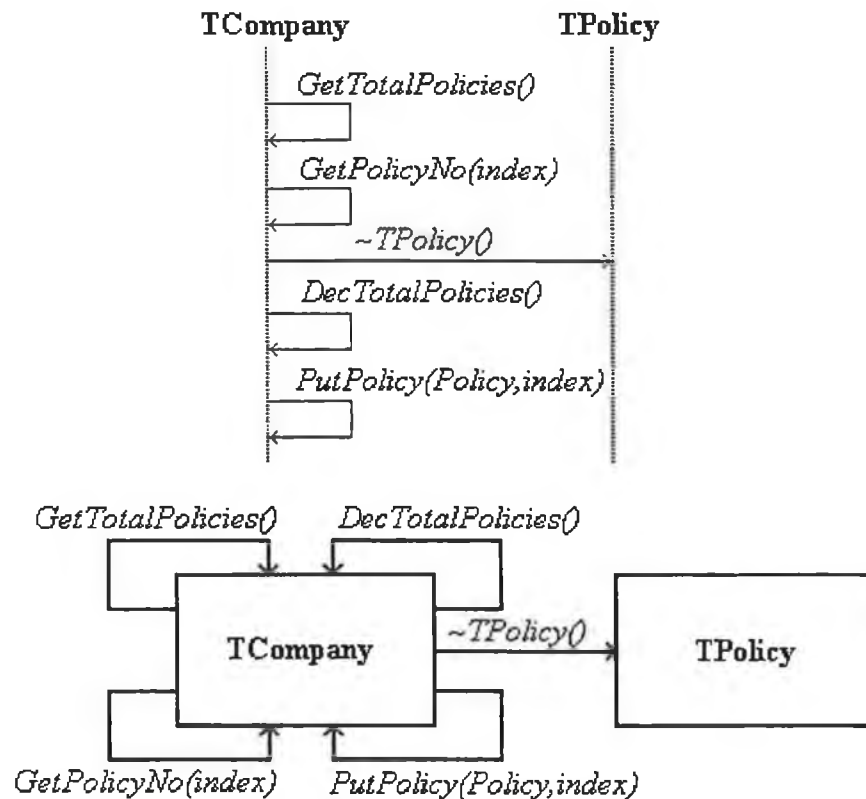 TCompany TPolicy
GetTotalPolicies()
GetPolicyNo(index)
~TPolicy()
DecTotalPolicies()
PutPolicy(Policy,index)
GetTotalPolicies() DecTotalPolicies()
~TPolicy()
TCompany TPolicy
GetPolicyNo(index) PutPolicy(Policy,index)